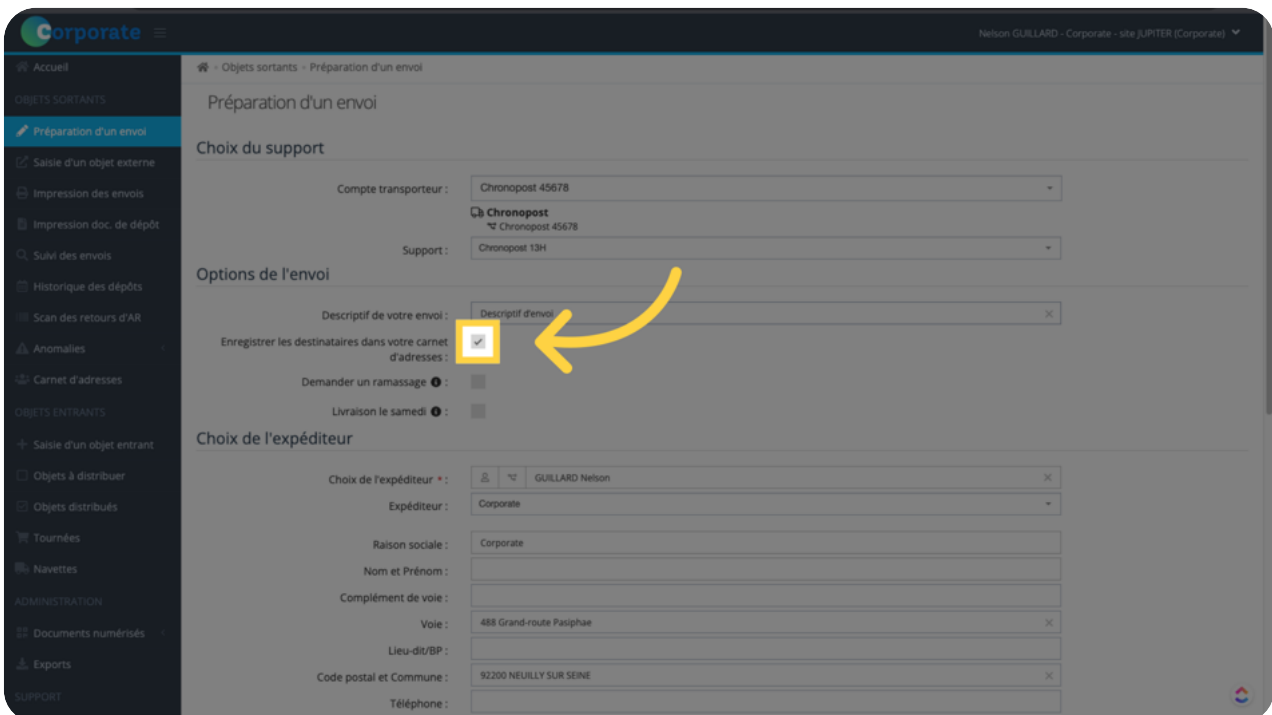 Corporate
Nelson GUILLARD - Corporate - site JUPITER (Corporate)
Accueil
OBJETS SORTANTS
Préparation d'un envoi
Saisie d'un objet externe
Impression des envois
Impression doc. de dépôt
Suivi des envois
Historique des dépôts
Scan des retours d'AR
Anomalies
Carnet d'adresses
OBJETS ENTRANTS
Saisie d'un objet entrant
Objets à distribuer
Objets distribués
Tournées
Navettes
ADMINISTRATION
Documents numérisés
Exports
SUPPORT
- Objets sortants - Préparation d'un envoi
Préparation d'un envoi
Choix du support
Compte transporteur : Chronopost 45678
Chronopost
Chronopost 45678
Support : Chronopost 13H
Options de l'envoi
Descriptif de votre envoi : Descriptif d'envoi
Enregistrer les destinataires dans votre carnet
d'adresses :
Demander un ramassage :
Livraison le samedi :
Choix de l'expéditeur
Choix de l'expéditeur * : GUILLARD Nelson
Expéditeur : Corporate
Raison sociale : Corporate
Nom et Prénom :
Complément de voie :
Voie : 488 Grand-route Pasiphae
Lieu-dit/BP :
Code postal et Commune : 92200 NEUILLY SUR SEINE
Téléphone :